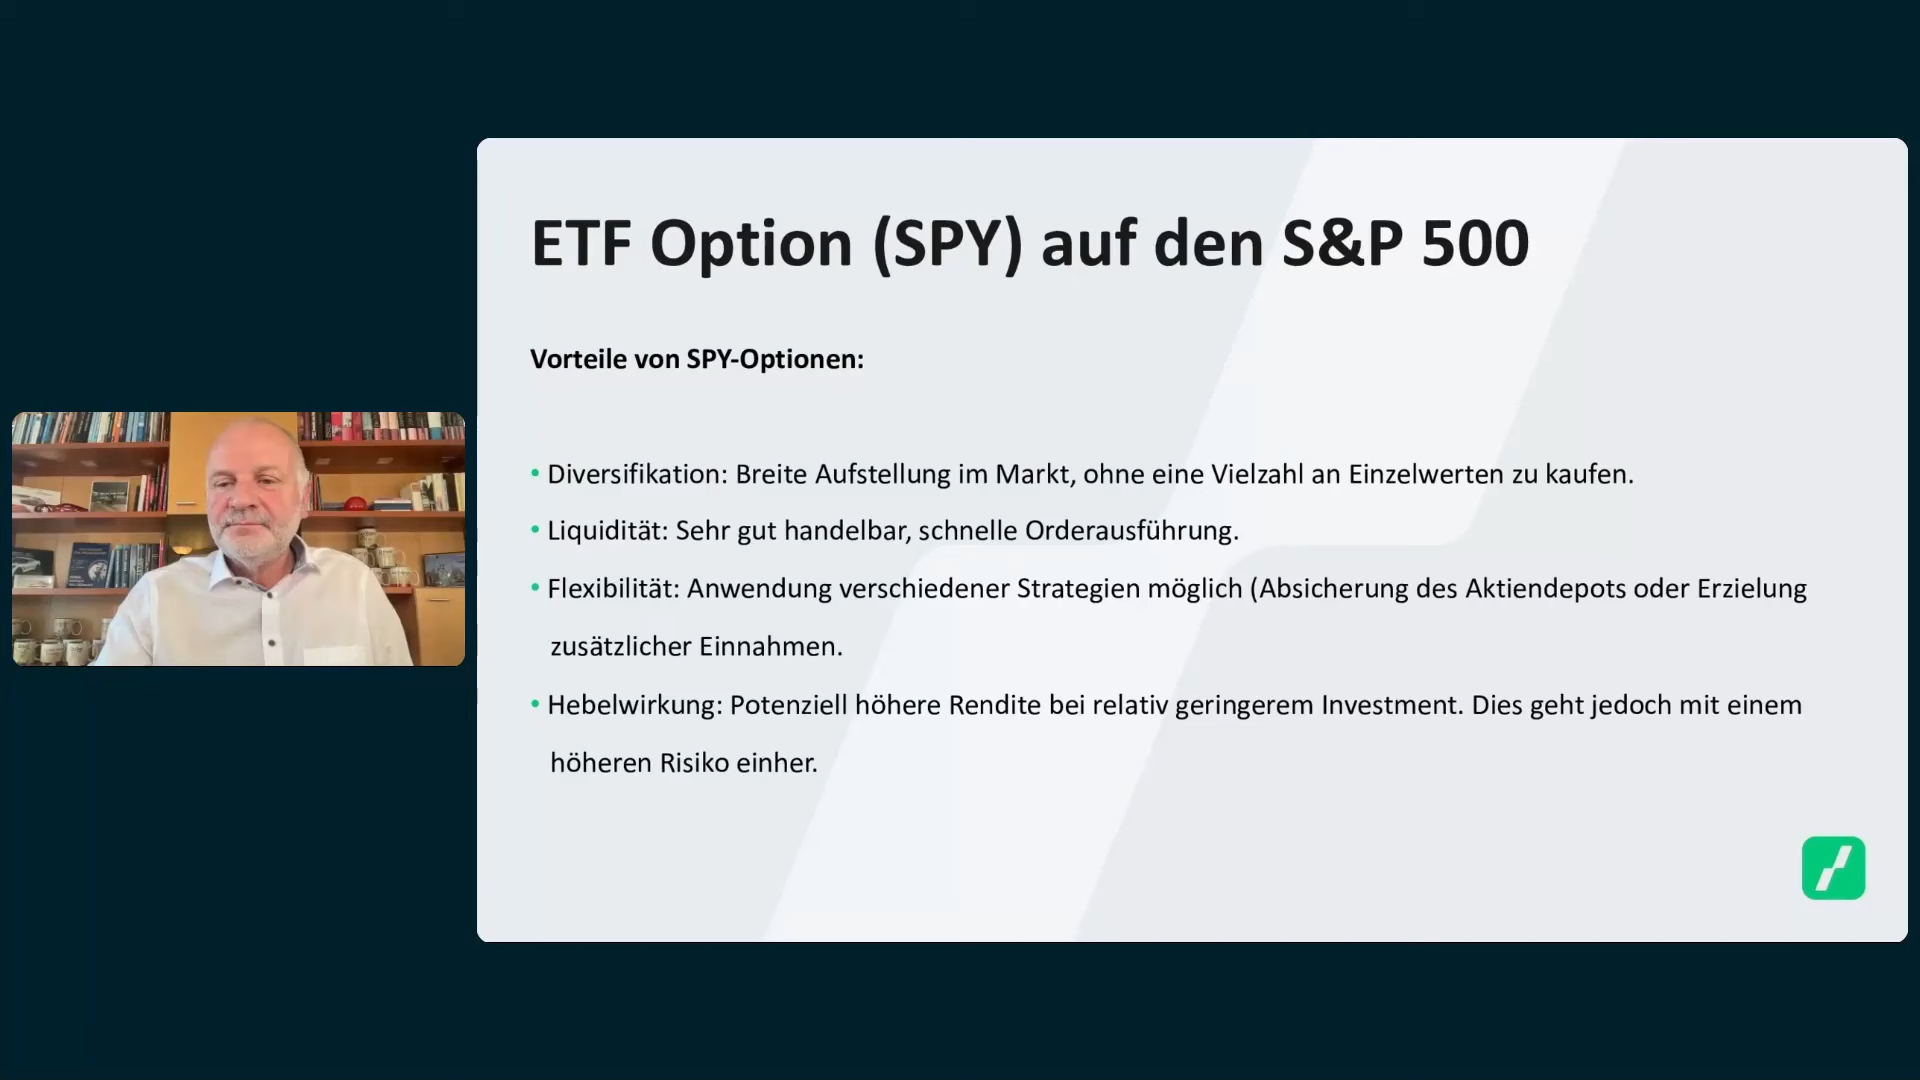 ETF Option (SPY) auf den S&P 500
Vorteile von SPY-Optionen:
• Diversifikation: Breite Aufstellung im Markt, ohne eine Vielzahl an Einzelwerten zu kaufen.
• Liquidität: Sehr gut handelbar, schnelle Orderausführung.
• Flexibilität: Anwendung verschiedener Strategien möglich (Absicherung des Aktiendepots oder Erzielung
zusätzlicher Einnahmen.
• Hebelwirkung: Potenziell höhere Rendite bei relativ geringerem Investment. Dies geht jedoch mit einem
höheren Risiko einher.